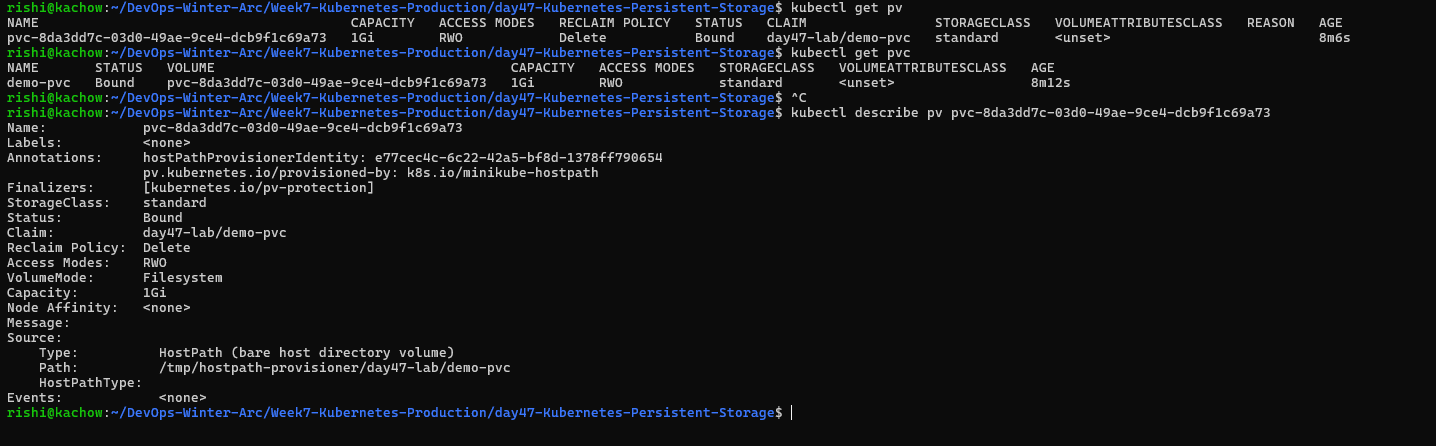 rishi@kachow:~/DevOps-Winter-Arc/Week7-Kubernetes-Production/day47-Kubernetes-Persistent-Storage$ kubectl get pv
NAME                                       CAPACITY   ACCESS MODES   RECLAIM POLICY   STATUS   CLAIM               STORAGECLASS   VOLUMEATTRIBUTESCLASS   REASON   AGE
pvc-8da3dd7c-03d0-49ae-9ce4-dcb9f1c69a73   1Gi        RWO            Delete           Bound    day47-lab/demo-pvc   standard       <unset>                          8m6s
rishi@kachow:~/DevOps-Winter-Arc/Week7-Kubernetes-Production/day47-Kubernetes-Persistent-Storage$ kubectl get pvc
NAME       STATUS   VOLUME                                     CAPACITY   ACCESS MODES   STORAGECLASS   VOLUMEATTRIBUTESCLASS   AGE
demo-pvc   Bound    pvc-8da3dd7c-03d0-49ae-9ce4-dcb9f1c69a73   1Gi        RWO            standard       <unset>                 8m12s
rishi@kachow:~/DevOps-Winter-Arc/Week7-Kubernetes-Production/day47-Kubernetes-Persistent-Storage$ ^C
rishi@kachow:~/DevOps-Winter-Arc/Week7-Kubernetes-Production/day47-Kubernetes-Persistent-Storage$ kubectl describe pv pvc-8da3dd7c-03d0-49ae-9ce4-dcb9f1c69a73
Name:            pvc-8da3dd7c-03d0-49ae-9ce4-dcb9f1c69a73
Labels:          <none>
Annotations:     hostPathProvisionerIdentity: e77cec4c-6c22-42a5-bf8d-1378ff790654
                 pv.kubernetes.io/provisioned-by: k8s.io/minikube-hostpath
Finalizers:      [kubernetes.io/pv-protection]
StorageClass:    standard
Status:          Bound
Claim:           day47-lab/demo-pvc
Reclaim Policy:  Delete
Access Modes:    RWO
VolumeMode:      Filesystem
Capacity:        1Gi
Node Affinity:   <none>
Message:
Source:
    Type:          HostPath (bare host directory volume)
    Path:          /tmp/hostpath-provisioner/day47-lab/demo-pvc
    HostPathType:
Events:            <none>
rishi@kachow:~/DevOps-Winter-Arc/Week7-Kubernetes-Production/day47-Kubernetes-Persistent-Storage$